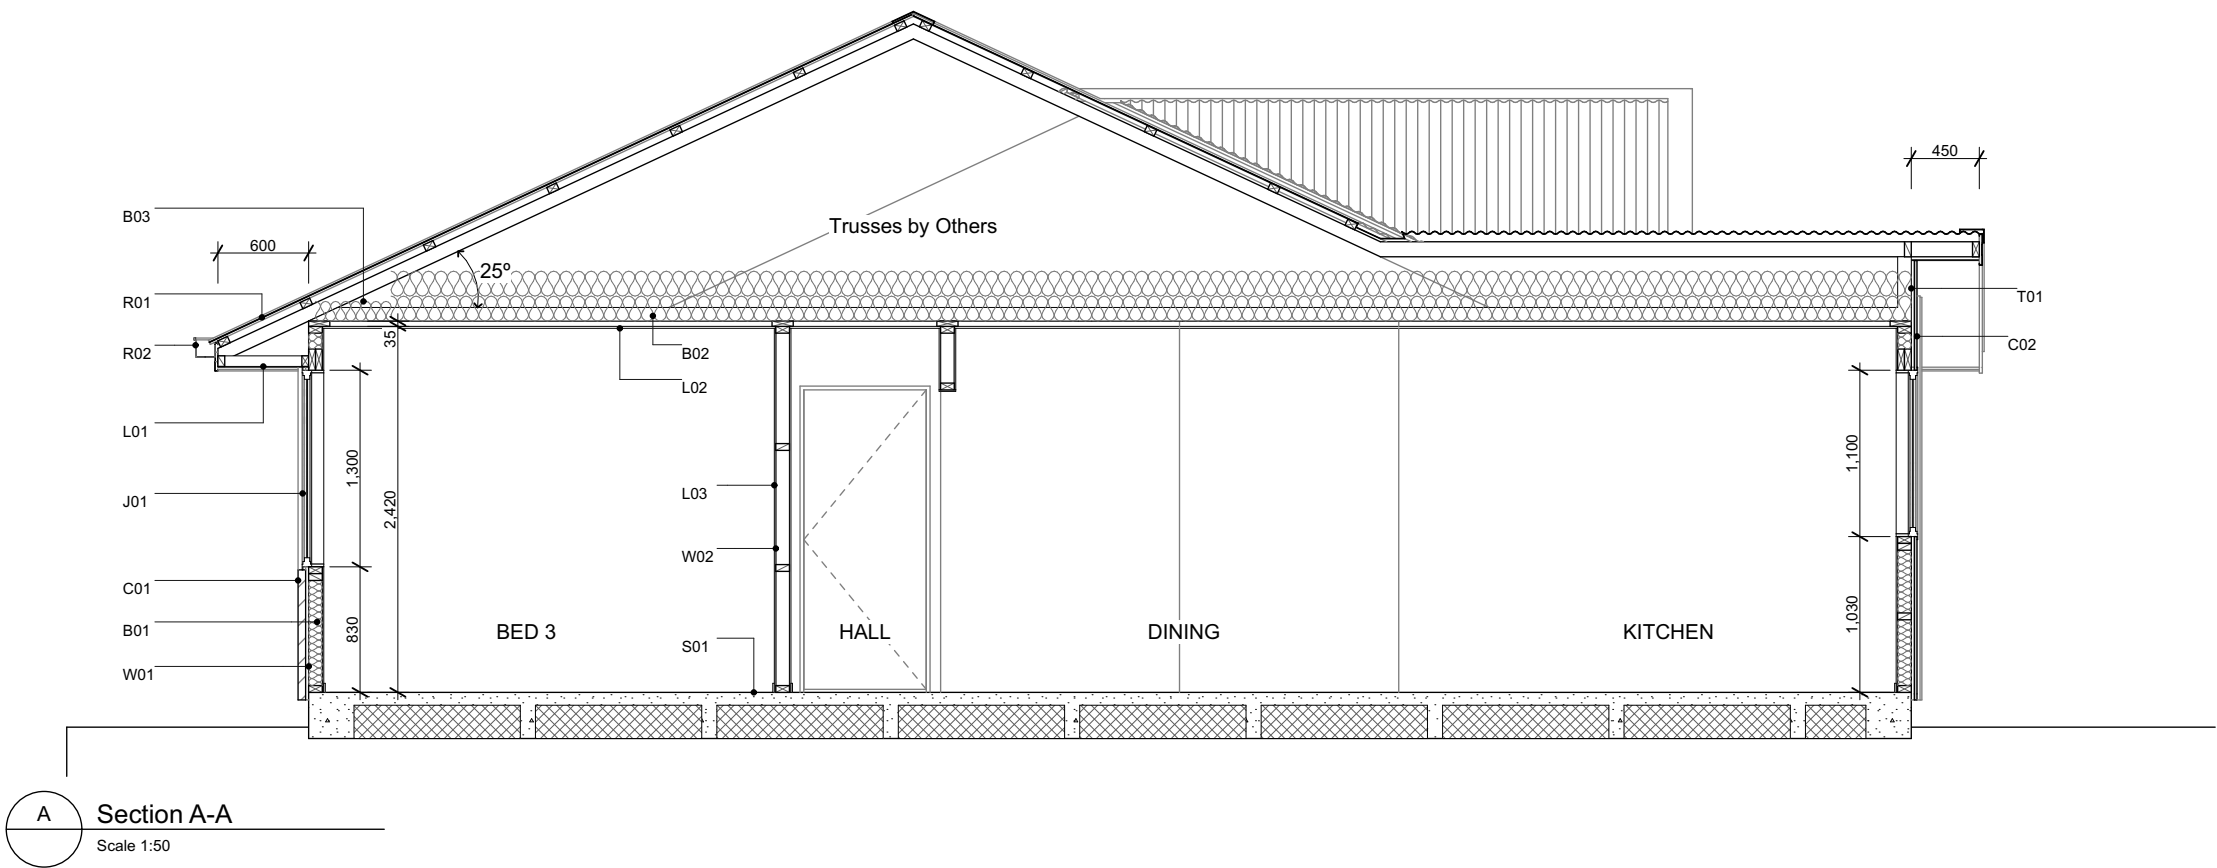 450
B03
Trusses by Others
600
25º
R01
T01
R02
35
B02
C02
L02
L01
1,300
1,100
J01
L03
2,420
W02
C01
B01
830
BED 3
HALL
DINING
KITCHEN
1,030
S01
W01
A
Section A-A
Scale 1:50